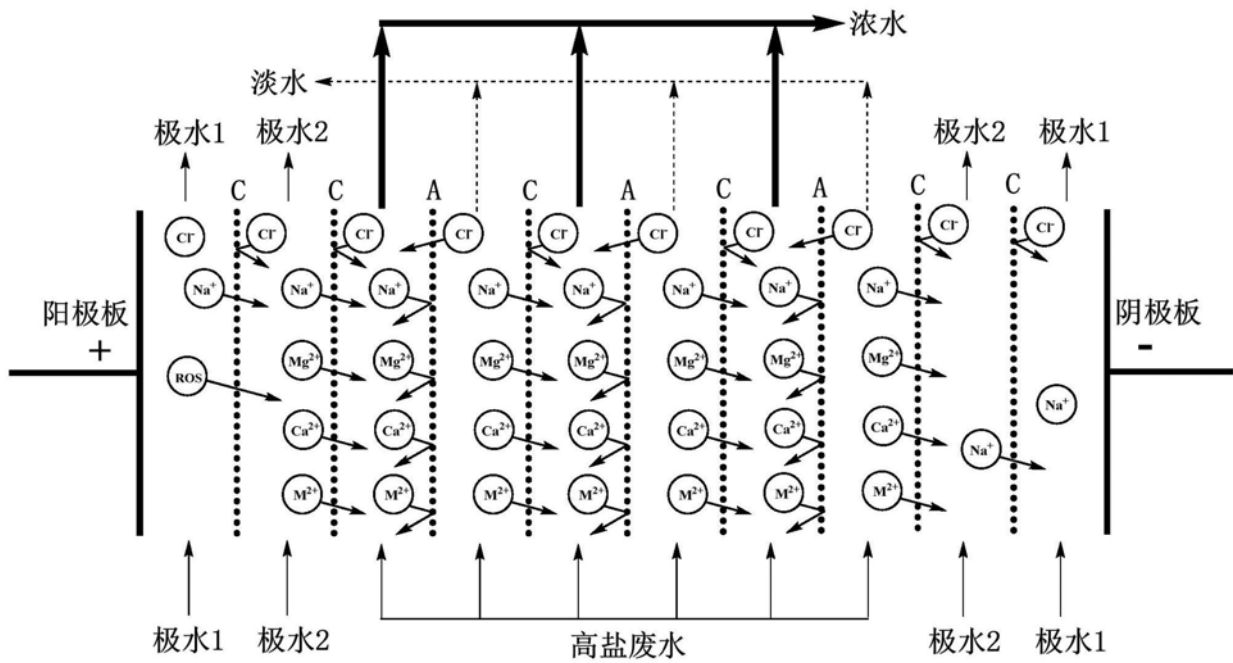 浓水
淡水
极水1 极水2 极水2 极水1
C C A C A C A C C
Cl⁻ Cl⁻ Cl⁻ Cl⁻ Cl⁻ Cl⁻ Cl⁻ Cl⁻ Cl⁻ Cl⁻
Na⁺ Na⁺ Na⁺ Na⁺ Na⁺ Na⁺ Na⁺ Na⁺
阳极板 阴极板
+ -
Mg²⁺ Mg²⁺ Mg²⁺ Mg²⁺ Mg²⁺ Mg²⁺ Mg²⁺
ROS Na⁺
Ca²⁺ Ca²⁺ Ca²⁺ Ca²⁺ Ca²⁺ Ca²⁺ Ca²⁺ Na⁺
M²⁺ M²⁺ M²⁺ M²⁺ M²⁺ M²⁺ M²⁺
极水1 极水2 高盐废水 极水2 极水1